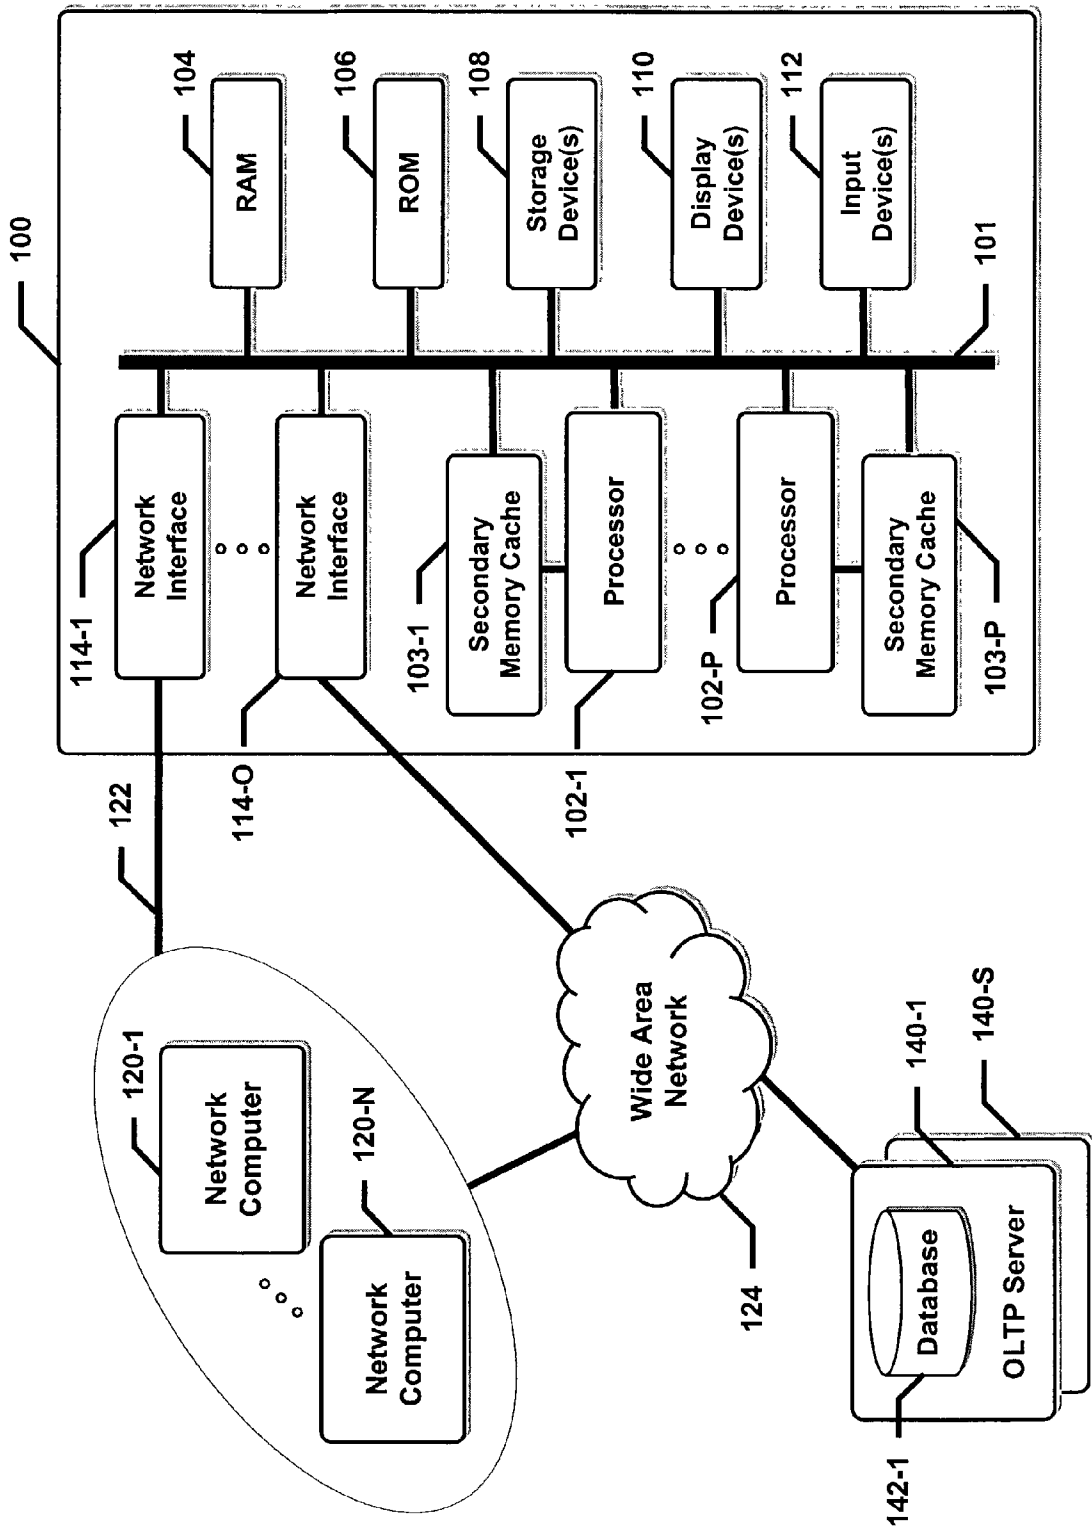 100
104
RAM
106
ROM
108
Storage
Device(s)
110
Display
Device(s)
112
Input
Device(s)
101
114-1
Network
Interface
114-O
Network
Interface
103-1
Secondary
Memory Cache
Processor
102-1
102-P
Processor
Secondary
Memory Cache
103-P
122
120-1
Network
Computer
120-N
Network
Computer
Wide Area
Network
124
140-1
140-S
Database
OLTP Server
142-1